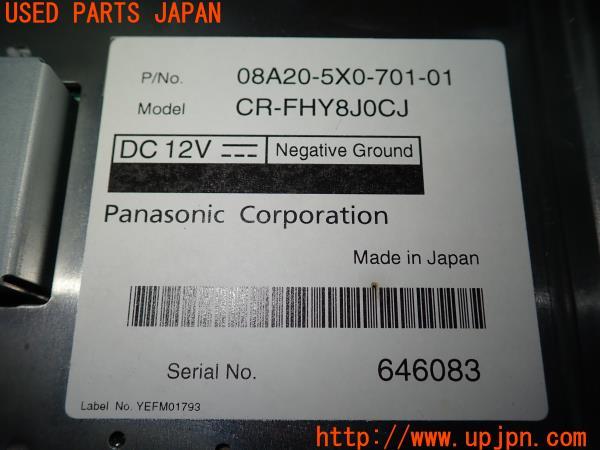 USED PARTS JAPAN
P/No. 08A20-5X0-701-01
Model CR-FHY8J0CJ
DC 12V Negative Ground
Panasonic Corporation
Made in Japan
Serial No. 646083
Label No. YEFM01793
UPJ http://www.upjpn.com/